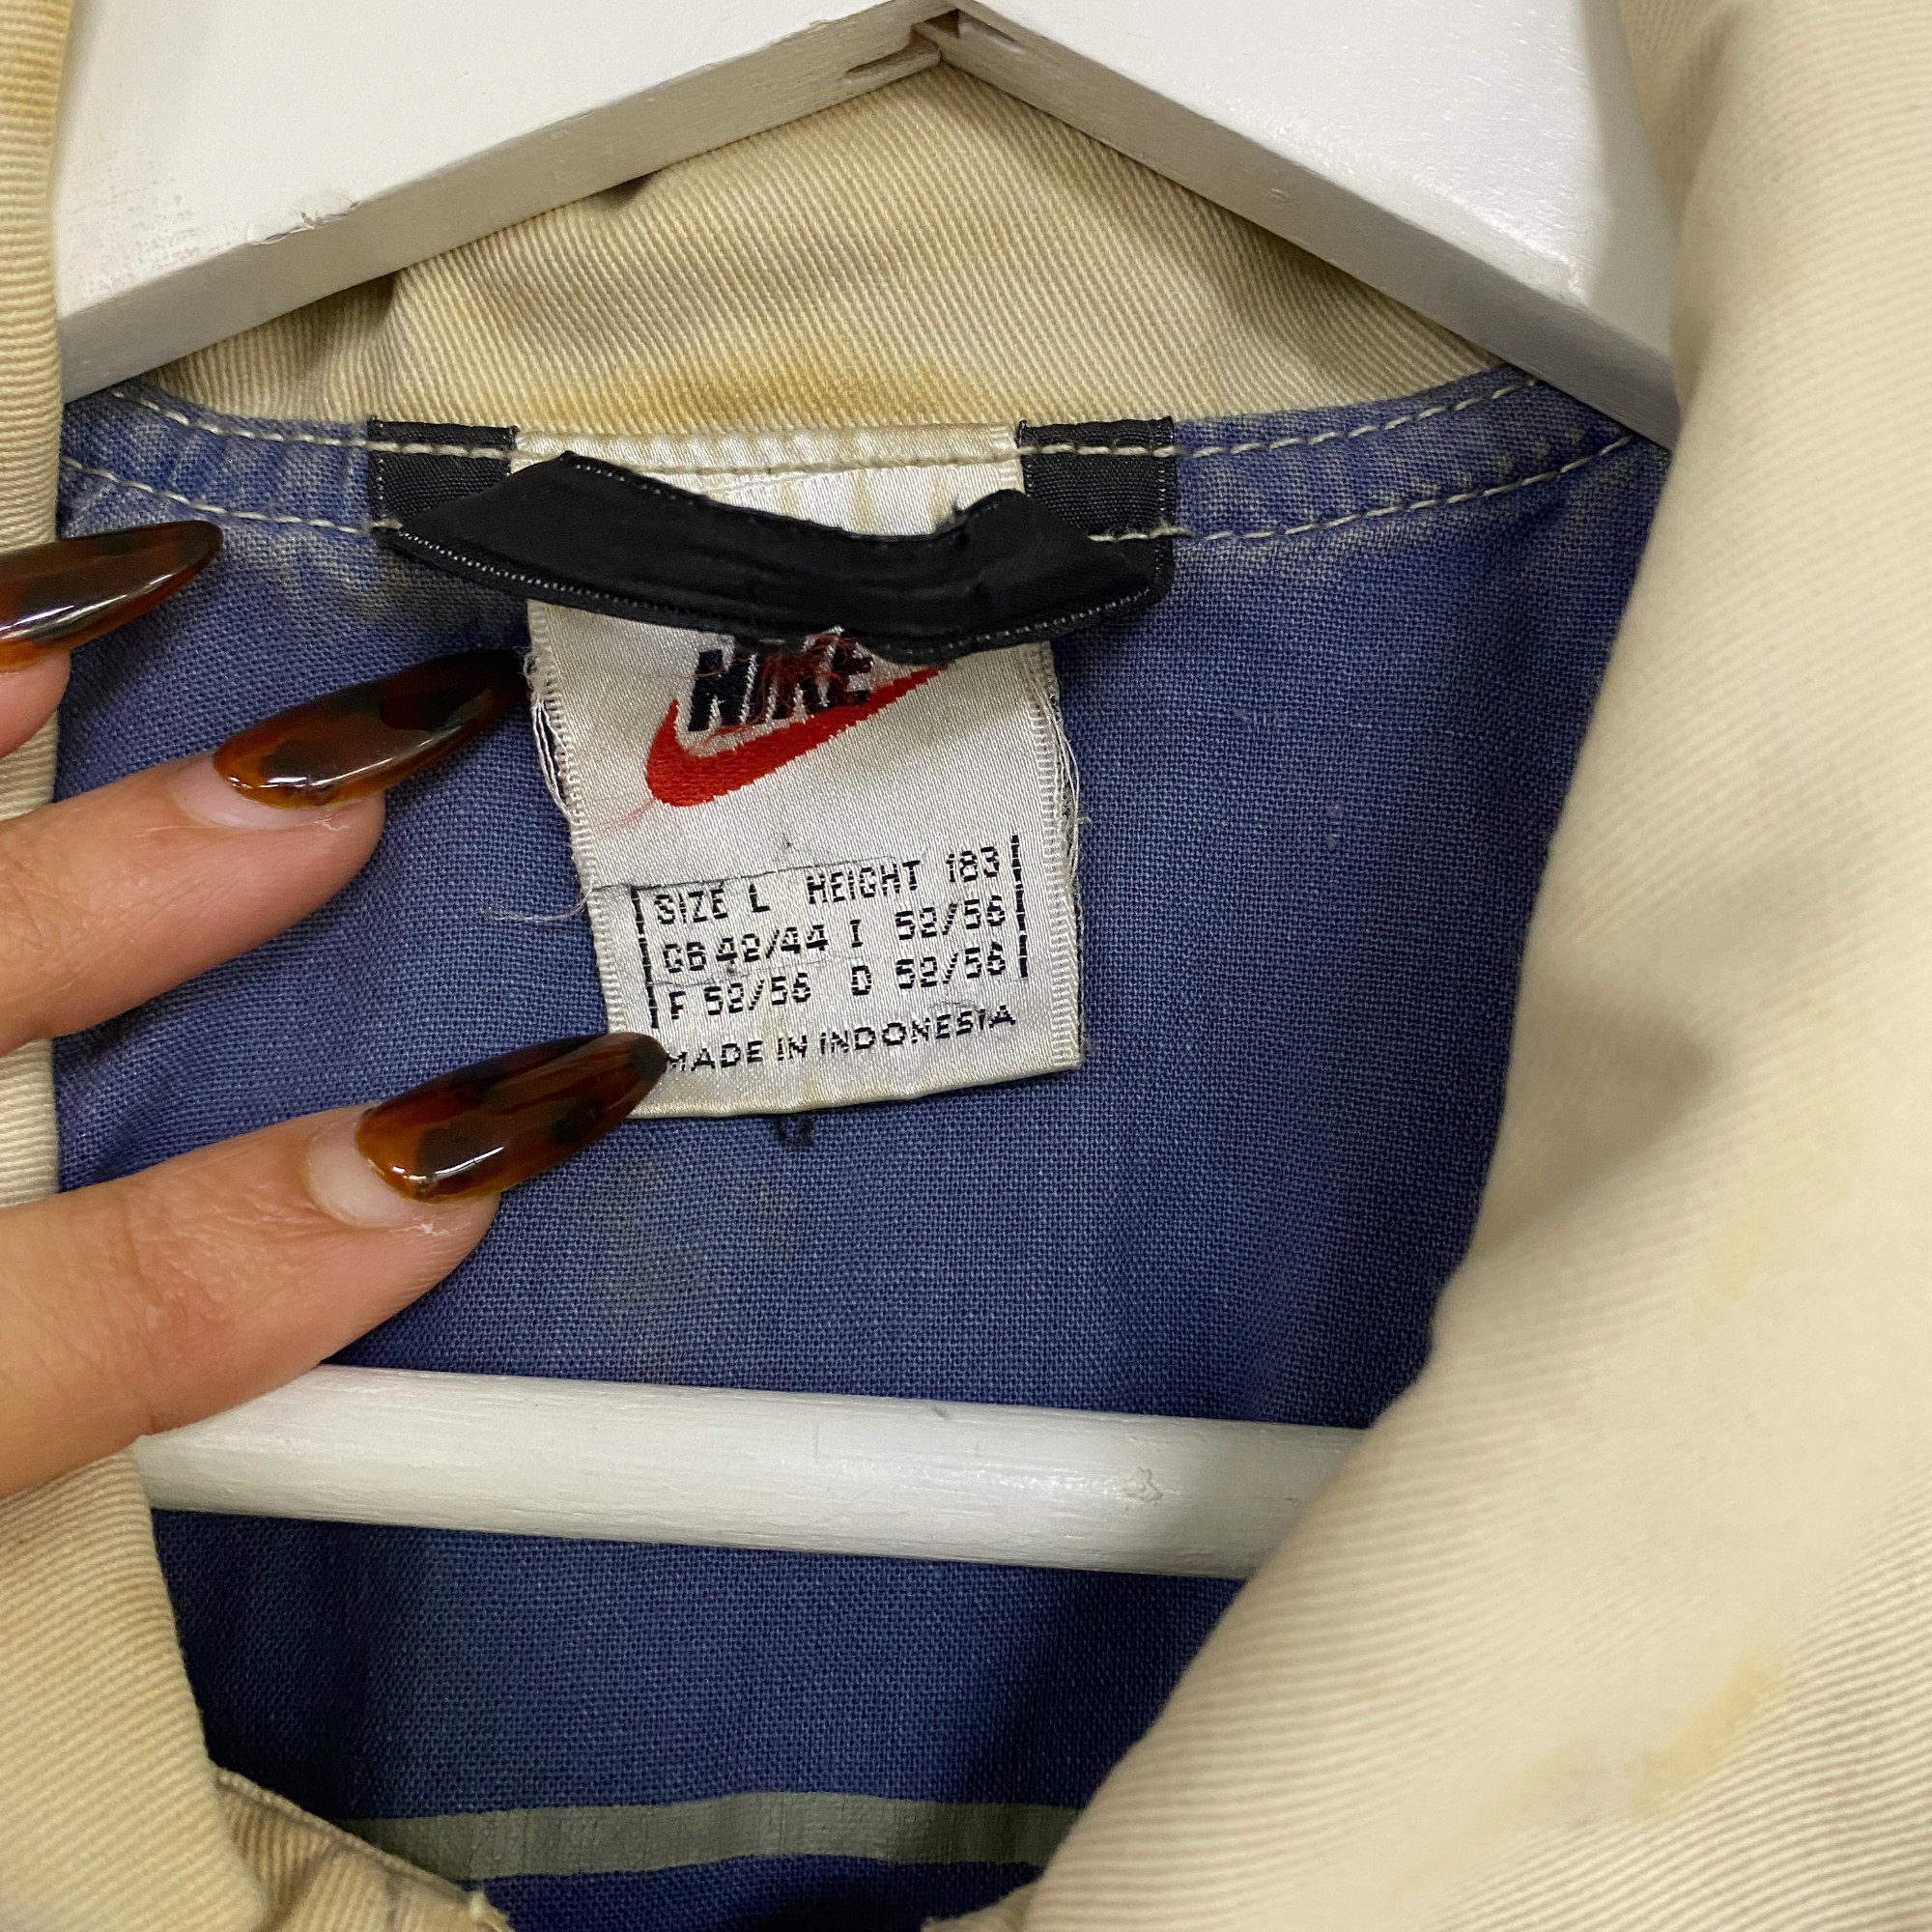 NIKE
SIZE L HEIGHT 183
GB 42/44 I 52/56
F 52/56 D 52/56
MADE IN INDONESIA